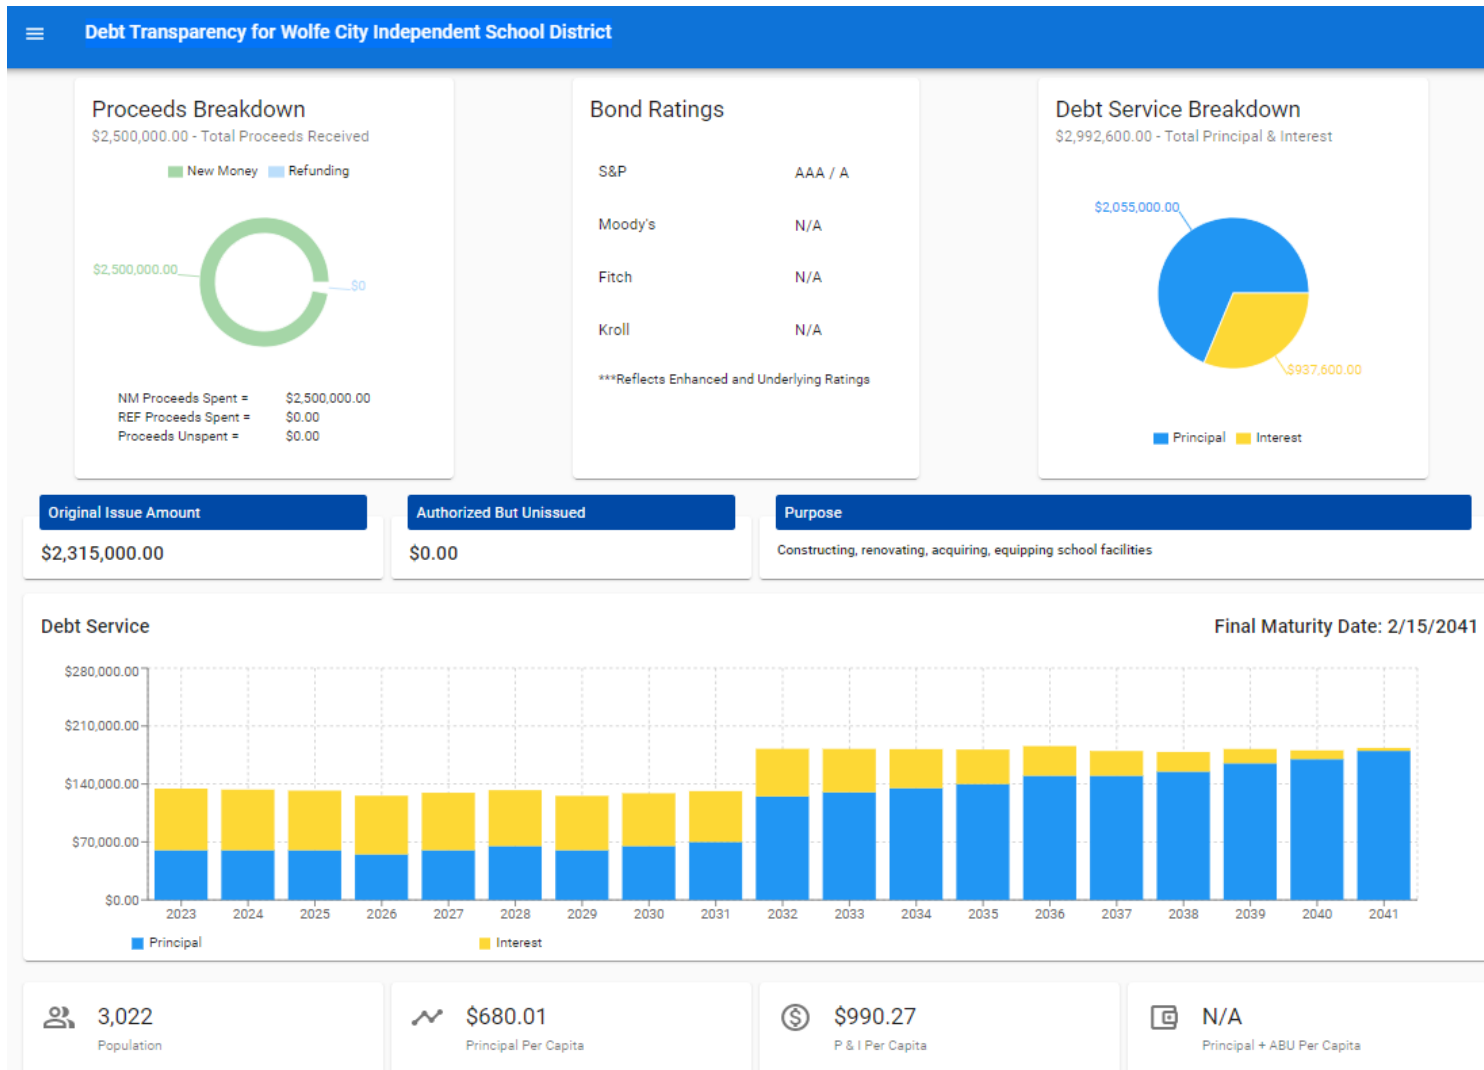 Debt Transparency for Wolfe City Independent School District
Proceeds Breakdown
$2,500,000.00 - Total Proceeds Received
New Money Refunding
$2,500,000.00
$0
NM Proceeds Spent = $2,500,000.00
REF Proceeds Spent = $0.00
Proceeds Unspent = $0.00
Bond Ratings
S&P AAA / A
Moody's N/A
Fitch N/A
Kroll N/A
***Reflects Enhanced and Underlying Ratings
Debt Service Breakdown
$2,992,600.00 - Total Principal & Interest
$2,055,000.00
$937,600.00
Principal Interest
Original Issue Amount
$2,315,000.00
Authorized But Unissued
$0.00
Purpose
Constructing, renovating, acquiring, equipping school facilities
Debt Service
Final Maturity Date: 2/15/2041
$280,000.00
$210,000.00
$140,000.00
$70,000.00
$0.00
2023 2024 2025 2026 2027 2028 2029 2030 2031 2032 2033 2034 2035 2036 2037 2038 2039 2040 2041
Principal Interest
3,022
Population
$680.01
Principal Per Capita
$990.27
P & I Per Capita
N/A
Principal + ABU Per Capita